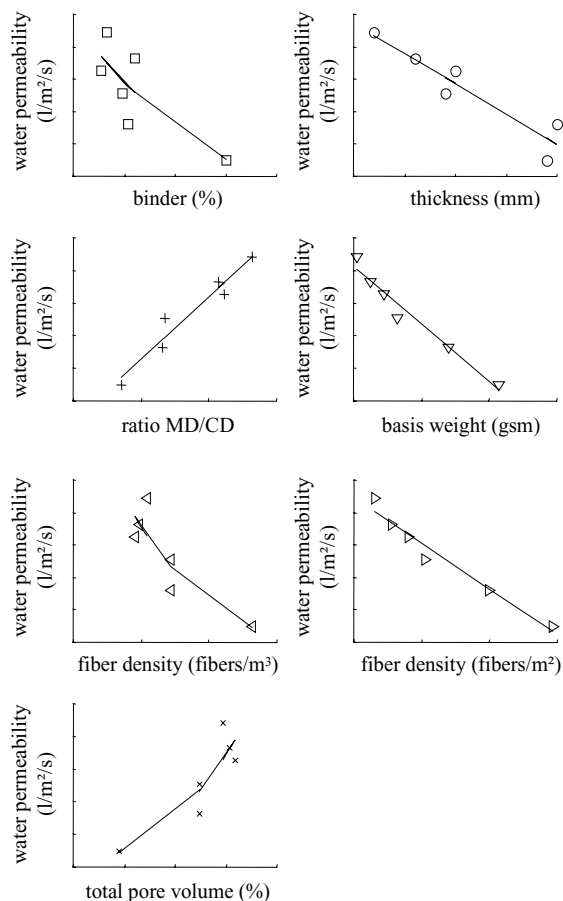 water permeability
(l/m²/s)
binder (%)
water permeability
(l/m²/s)
thickness (mm)
water permeability
(l/m²/s)
ratio MD/CD
water permeability
(l/m²/s)
basis weight (gsm)
water permeability
(l/m²/s)
fiber density (fibers/m³)
water permeability
(l/m²/s)
fiber density (fibers/m²)
water permeability
(l/m²/s)
total pore volume (%)